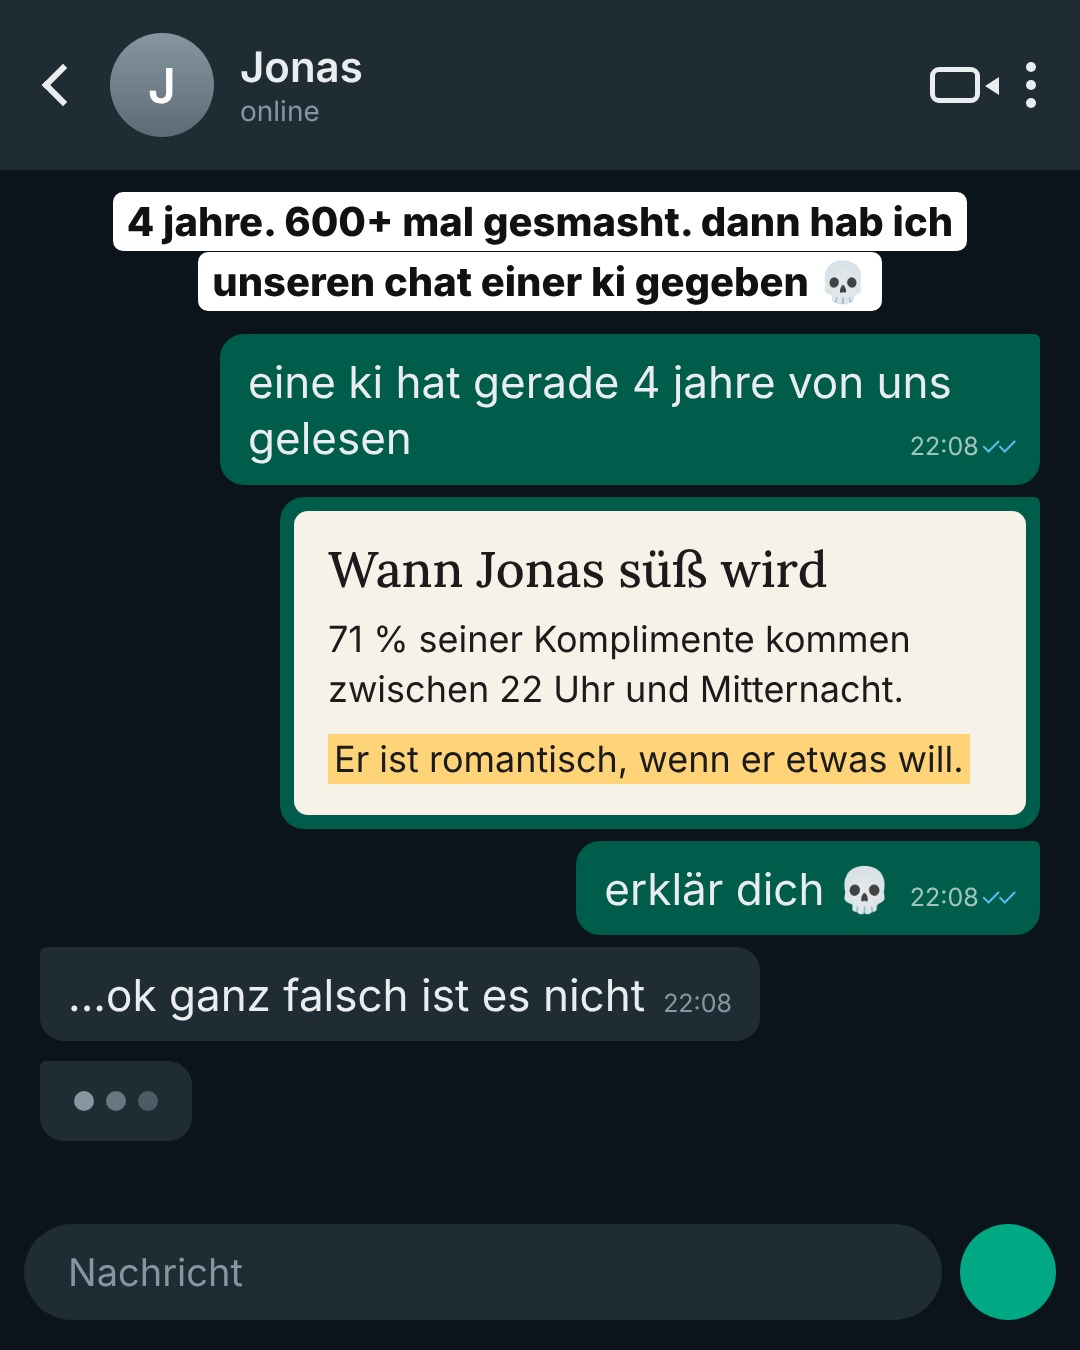 J
Jonas
online
4 jahre. 600+ mal gesmasht. dann hab ich
unseren chat einer ki gegeben 💀
eine ki hat gerade 4 jahre von uns
gelesen
22:08
Wann Jonas süß wird
71 % seiner Komplimente kommen
zwischen 22 Uhr und Mitternacht.
Er ist romantisch, wenn er etwas will.
erklär dich 💀 22:08
...ok ganz falsch ist es nicht 22:08
Nachricht